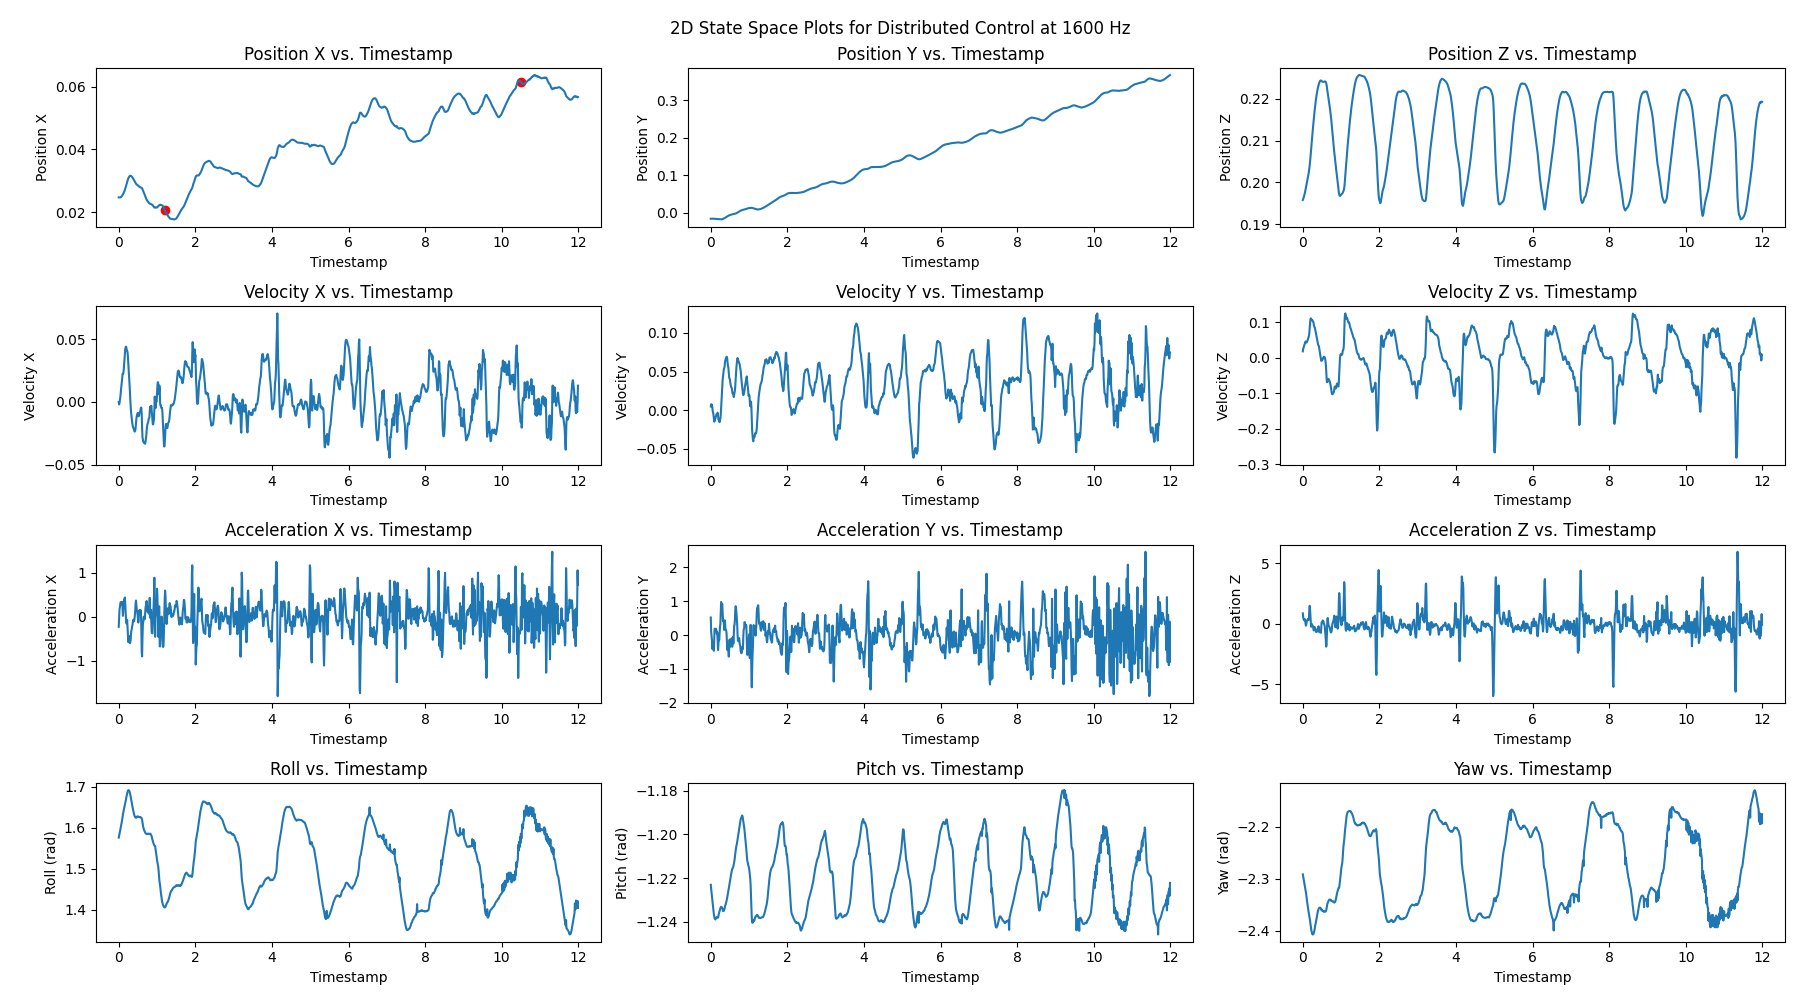 2D State Space Plots for Distributed Control at 1600 Hz
Position X vs. Timestamp
Position X
0.06
0.04
0.02
0 2 4 6 8 10 12
Timestamp
Position Y vs. Timestamp
Position Y
0.3
0.2
0.1
0.0
0 2 4 6 8 10 12
Timestamp
Position Z vs. Timestamp
Position Z
0.22
0.21
0.20
0.19
0 2 4 6 8 10 12
Timestamp
Velocity X vs. Timestamp
Velocity X
0.05
0.00
−0.05
0 2 4 6 8 10 12
Timestamp
Velocity Y vs. Timestamp
Velocity Y
0.10
0.05
0.00
−0.05
0 2 4 6 8 10 12
Timestamp
Velocity Z vs. Timestamp
Velocity Z
0.1
0.0
−0.1
−0.2
−0.3
0 2 4 6 8 10 12
Timestamp
Acceleration X vs. Timestamp
Acceleration X
1
0
−1
0 2 4 6 8 10 12
Timestamp
Acceleration Y vs. Timestamp
Acceleration Y
2
1
0
−1
−2
0 2 4 6 8 10 12
Timestamp
Acceleration Z vs. Timestamp
Acceleration Z
5
0
−5
0 2 4 6 8 10 12
Timestamp
Roll vs. Timestamp
Roll (rad)
1.7
1.6
1.5
1.4
0 2 4 6 8 10 12
Timestamp
Pitch vs. Timestamp
Pitch (rad)
−1.18
−1.20
−1.22
−1.24
0 2 4 6 8 10 12
Timestamp
Yaw vs. Timestamp
Yaw (rad)
−2.2
−2.3
−2.4
0 2 4 6 8 10 12
Timestamp